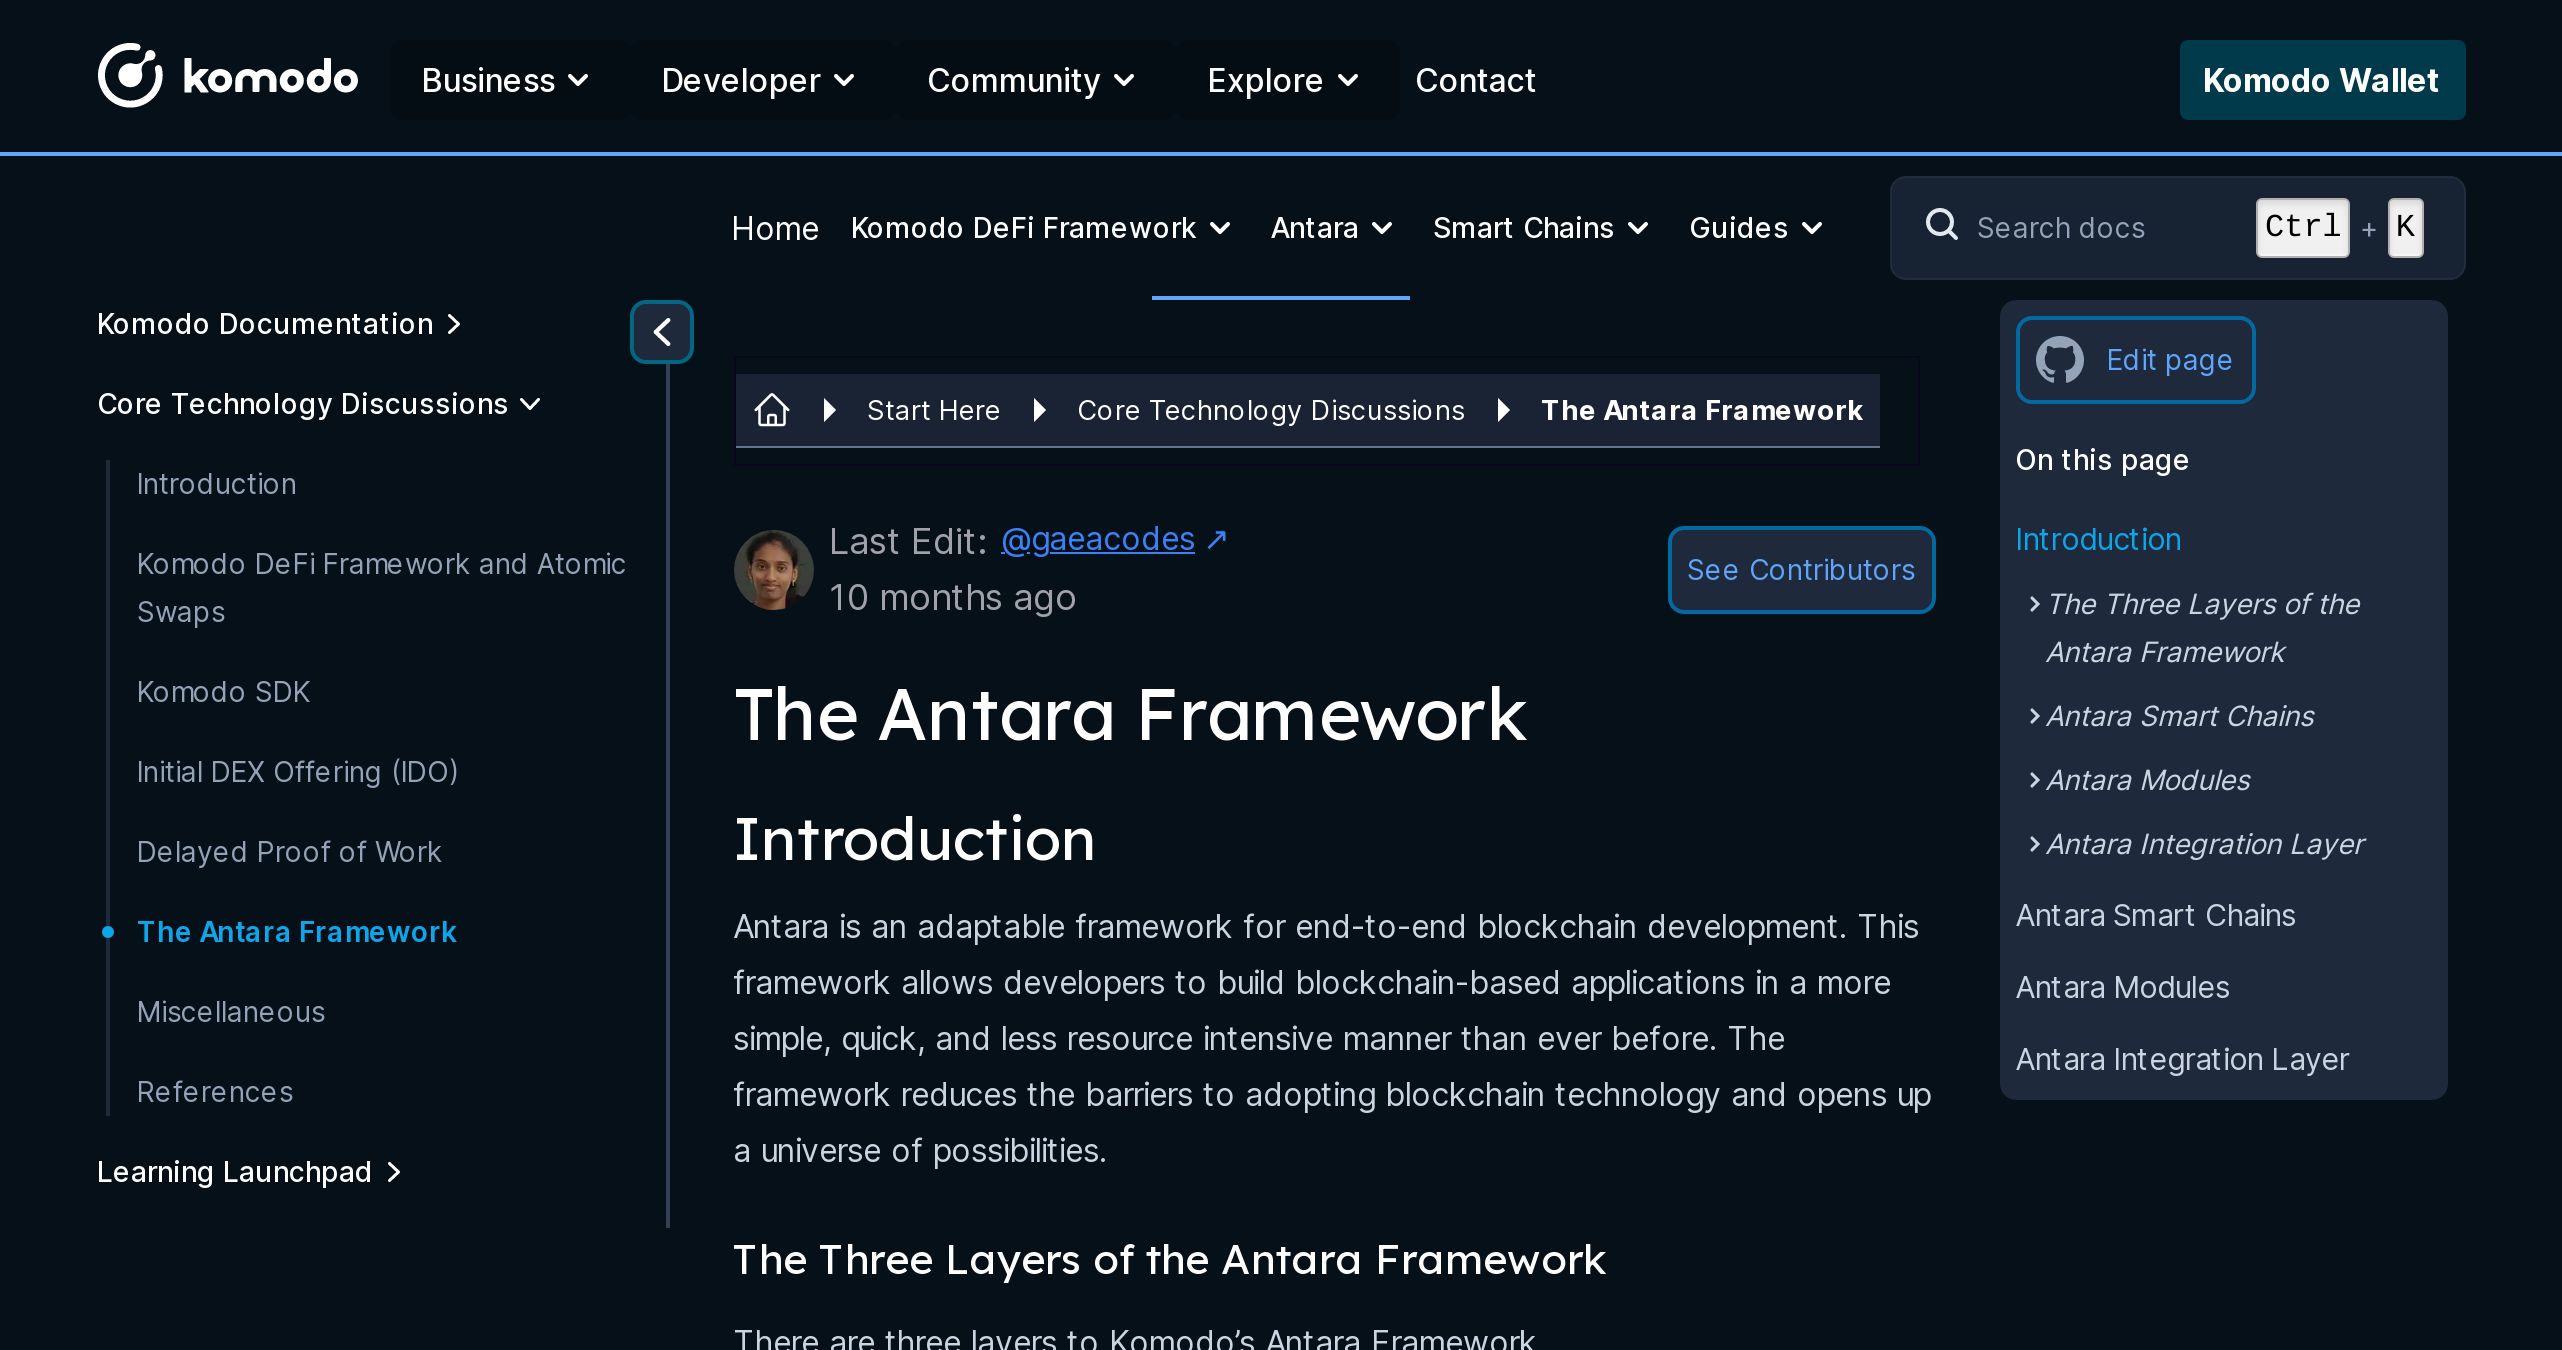 komodo
Business
Developer
Community
Explore
Contact
Komodo Wallet
Home
Komodo DeFi Framework
Antara
Smart Chains
Guides
Search docs
Ctrl + K
Komodo Documentation
Core Technology Discussions
Introduction
Komodo DeFi Framework and Atomic
Swaps
Komodo SDK
Initial DEX Offering (IDO)
Delayed Proof of Work
The Antara Framework
Miscellaneous
References
Learning Launchpad
Start Here
Core Technology Discussions
The Antara Framework
Last Edit: @gaeacodes ↗
10 months ago
See Contributors
The Antara Framework
Introduction
Antara is an adaptable framework for end-to-end blockchain development. This
framework allows developers to build blockchain-based applications in a more
simple, quick, and less resource intensive manner than ever before. The
framework reduces the barriers to adopting blockchain technology and opens up
a universe of possibilities.
The Three Layers of the Antara Framework
There are three layers to Komodo’s Antara Framework
Edit page
On this page
Introduction
The Three Layers of the
Antara Framework
Antara Smart Chains
Antara Modules
Antara Integration Layer
Antara Smart Chains
Antara Modules
Antara Integration Layer